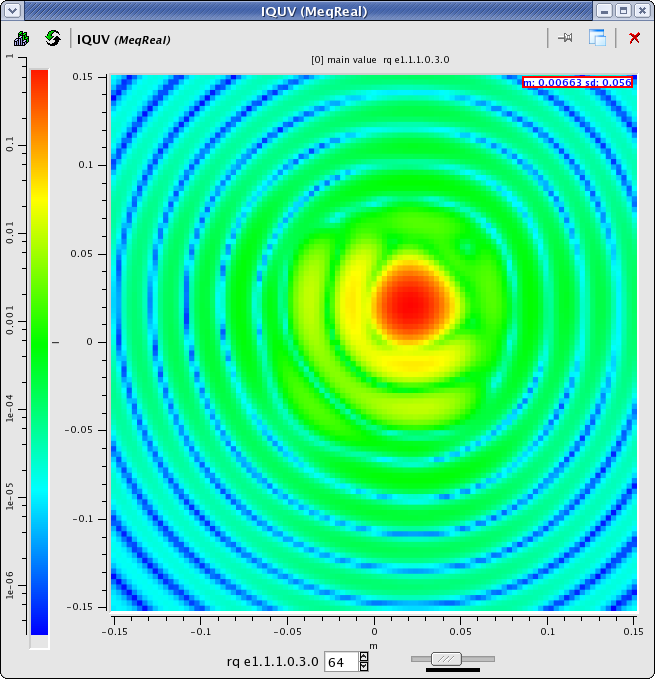 IQUV (MeqReal)
IQUV (MeqReal)
[0] main value rq e1.1.1.0.3.0
m: 0.00663 sd: 0.056
1
0.1
0.01
0.001
1e-04
1e-05
1e-06
0.15
0.1
0.05
0
-0.05
-0.1
-0.15
-0.15 -0.1 -0.05 0 0.05 0.1 0.15
m
rq e1.1.1.0.3.0 64